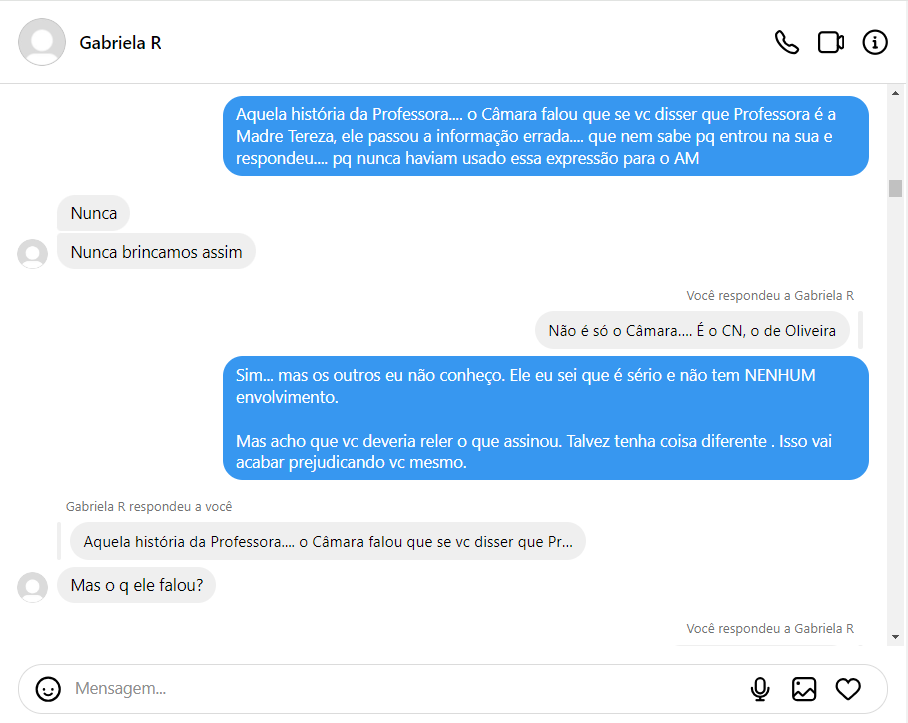 Gabriela R
Aquela história da Professora.... o Câmara falou que se vc disser que Professora é a
Madre Tereza, ele passou a informação errada.... que nem sabe pq entrou na sua e
respondeu.... pq nunca haviam usado essa expressão para o AM
Nunca
Nunca brincamos assim
Você respondeu a Gabriela R
Não é só o Câmara.... É o CN, o de Oliveira
Sim... mas os outros eu não conheço. Ele eu sei que é sério e não tem NENHUM
envolvimento.
Mas acho que vc deveria reler o que assinou. Talvez tenha coisa diferente . Isso vai
acabar prejudicando vc mesmo.
Gabriela R respondeu a você
Aquela história da Professora.... o Câmara falou que se vc disser que Pr...
Mas o q ele falou?
Você respondeu a Gabriela R
Mensagem...